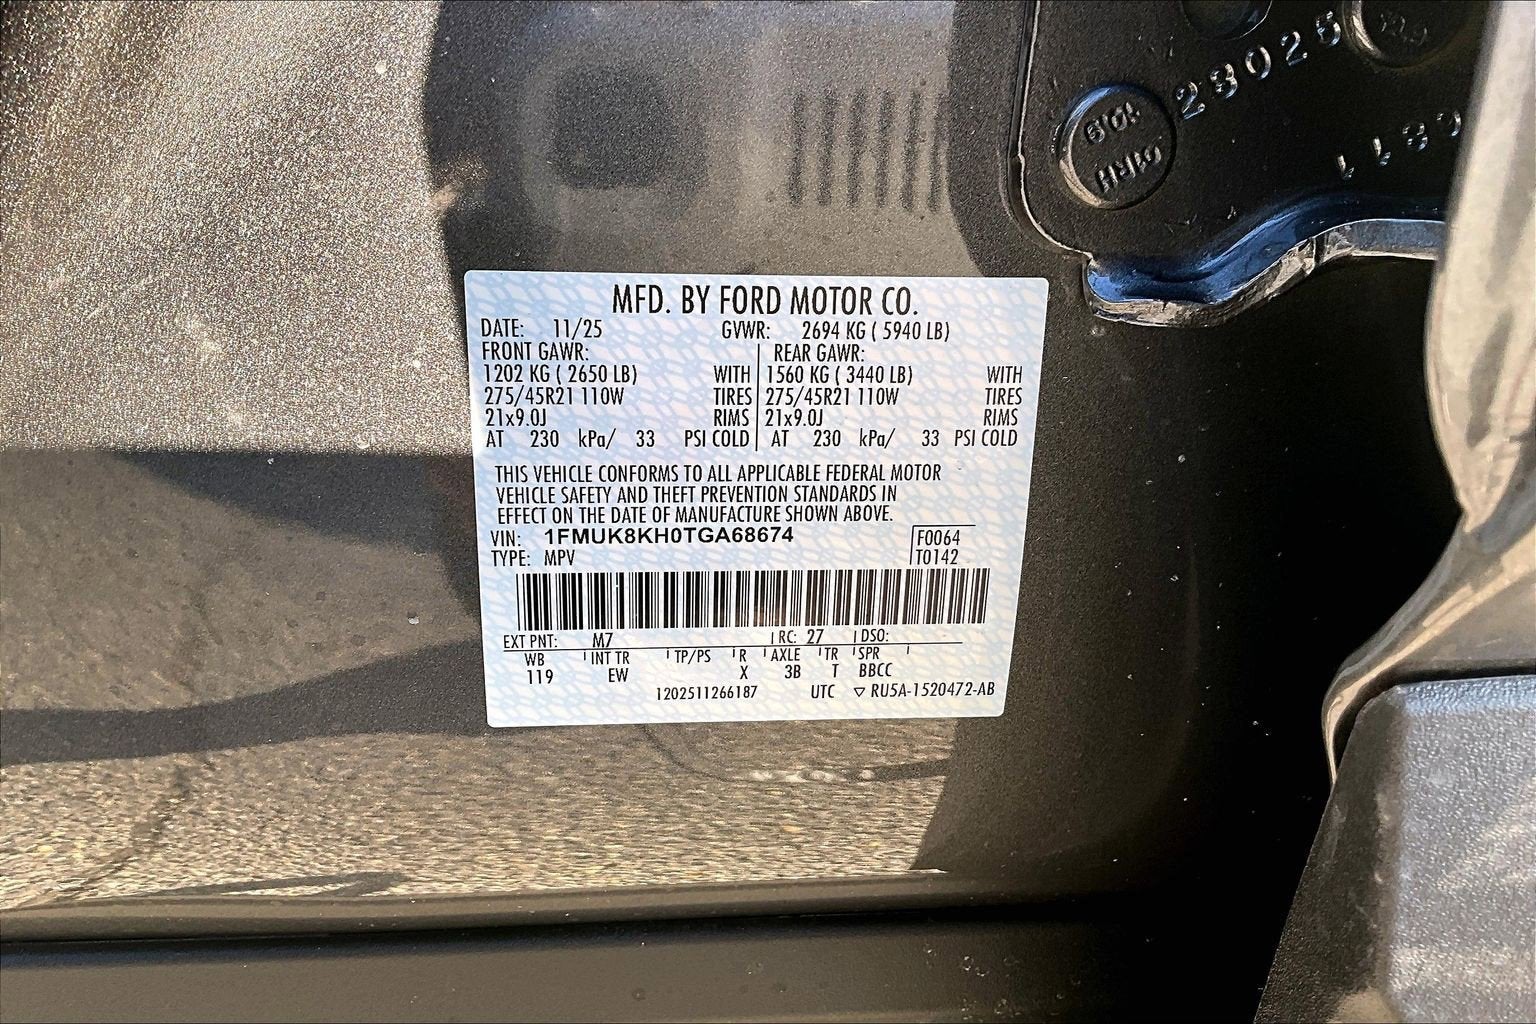 28026
1811
MFD. BY FORD MOTOR CO.
DATE: 11/25 GVWR: 2694 KG ( 5940 LB)
FRONT GAWR: REAR GAWR:
1202 KG ( 2650 LB) WITH 1560 KG ( 3440 LB) WITH
275/45R21 110W TIRES 275/45R21 110W TIRES
21x9.0J RIMS 21x9.0J RIMS
AT 230 kPa/ 33 PSI COLD AT 230 kPa/ 33 PSI COLD
THIS VEHICLE CONFORMS TO ALL APPLICABLE FEDERAL MOTOR
VEHICLE SAFETY AND THEFT PREVENTION STANDARDS IN
EFFECT ON THE DATE OF MANUFACTURE SHOWN ABOVE.
VIN: 1FMUK8KH0TGA68674 F0064
TYPE: MPV T0142
EXT PNT: M7 RC: 27 DSO:
WB INT TR TP/PS R AXLE TR SPR
119 EW X 3B T BBCC
1202511266187 UTC ▽ RU5A-1520472-AB